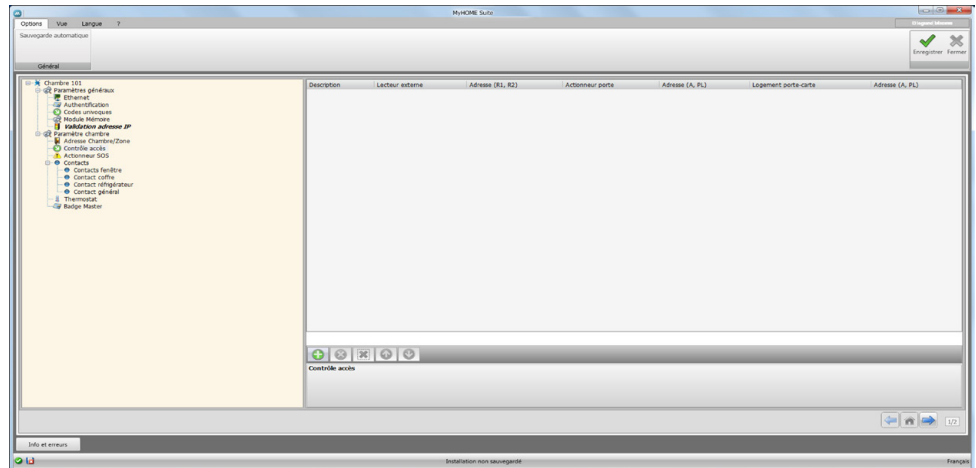 MyHOME Suite
Options Vue Langue ?
Sauvegarde automatique
Enregistrer Fermer
Général
Chambre 101
Paramètres généraux
Ethernet
Authentification
Codes univoques
Module Mémoire
Validation adresse IP
Paramètre chambre
Adresse Chambre/Zone
Contrôle accès
Actionneur SOS
Contacts
Contacts fenêtre
Contact coffre
Contact réfrigérateur
Contact général
Thermostat
Badge Master
Description Lecteur externe Adresse (R1, R2) Actionneur porte Adresse (A, PL) Logement porte-carte Adresse (A, PL)
Contrôle accès
1/2
Info et erreurs
Installation non sauvegardé
Français